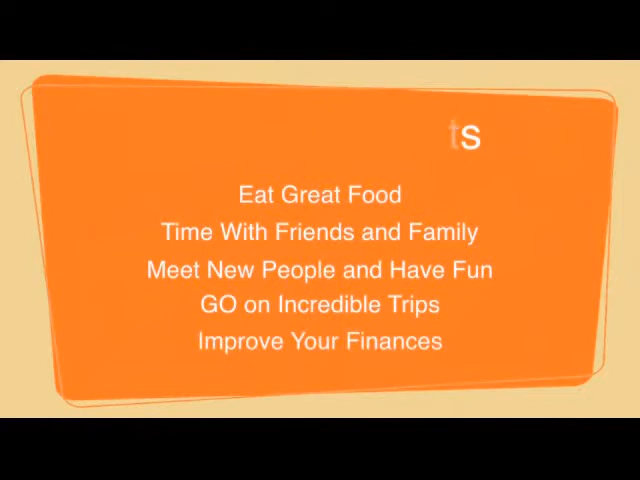 ts
Eat Great Food
Time With Friends and Family
Meet New People and Have Fun
GO on Incredible Trips
Improve Your Finances